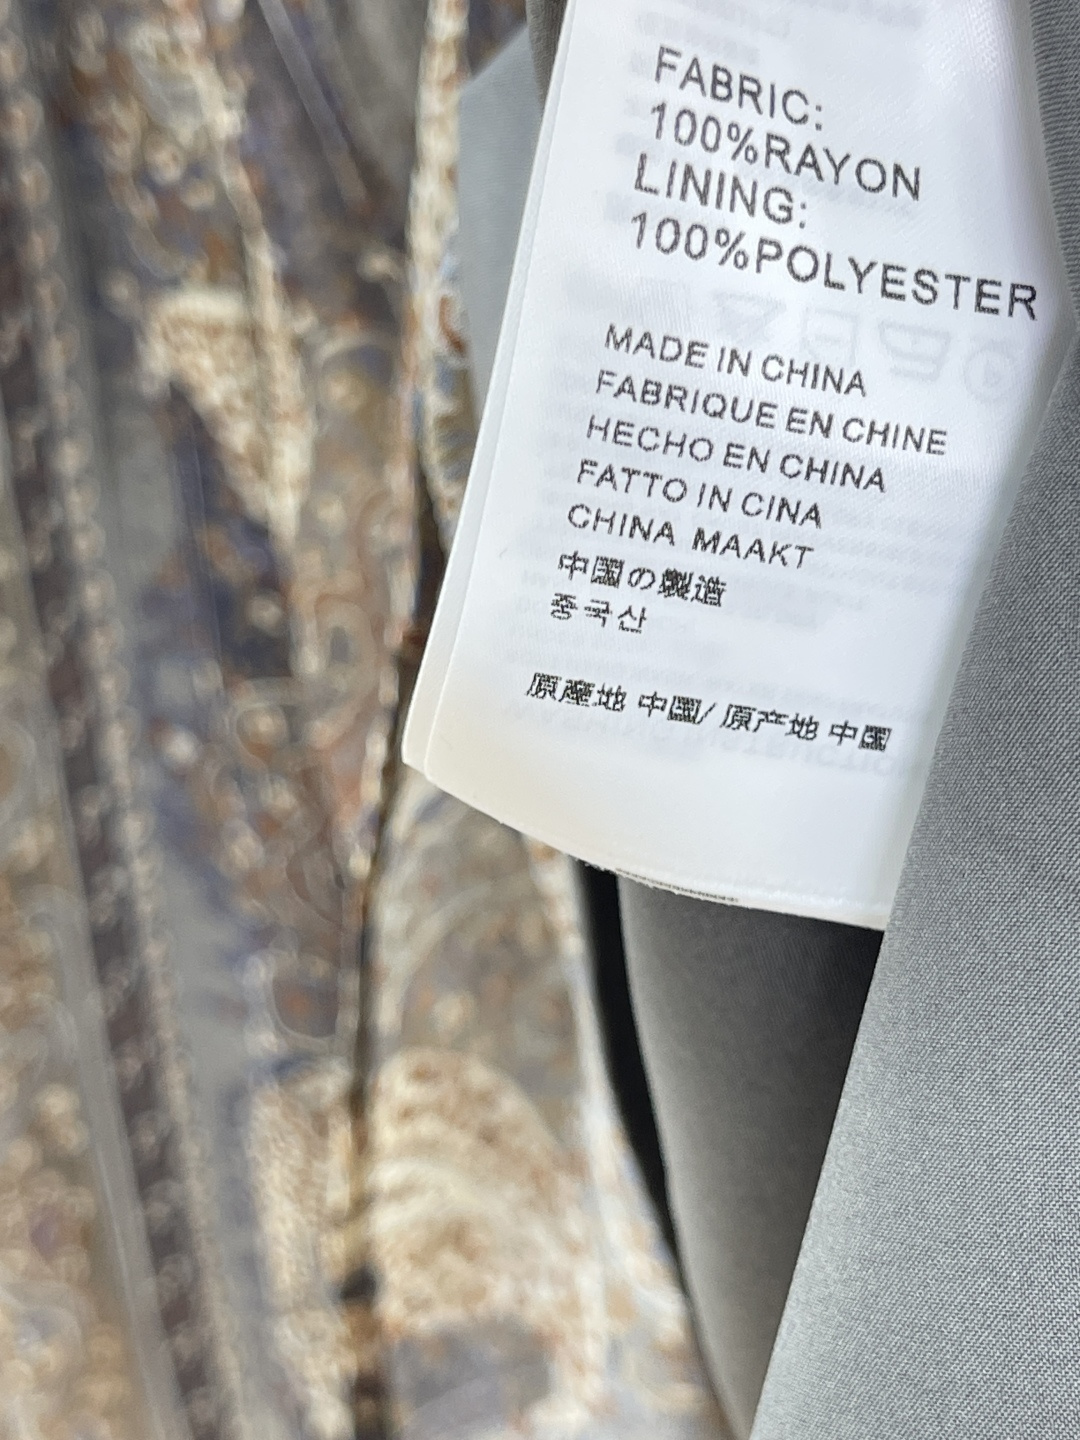 FABRIC:
100%RAYON
LINING:
100%POLYESTER
MADE IN CHINA
FABRIQUE EN CHINE
HECHO EN CHINA
FATTO IN CINA
CHINA MAAKT
中国の製造
중국산
原產地 中国/ 原产地 中國